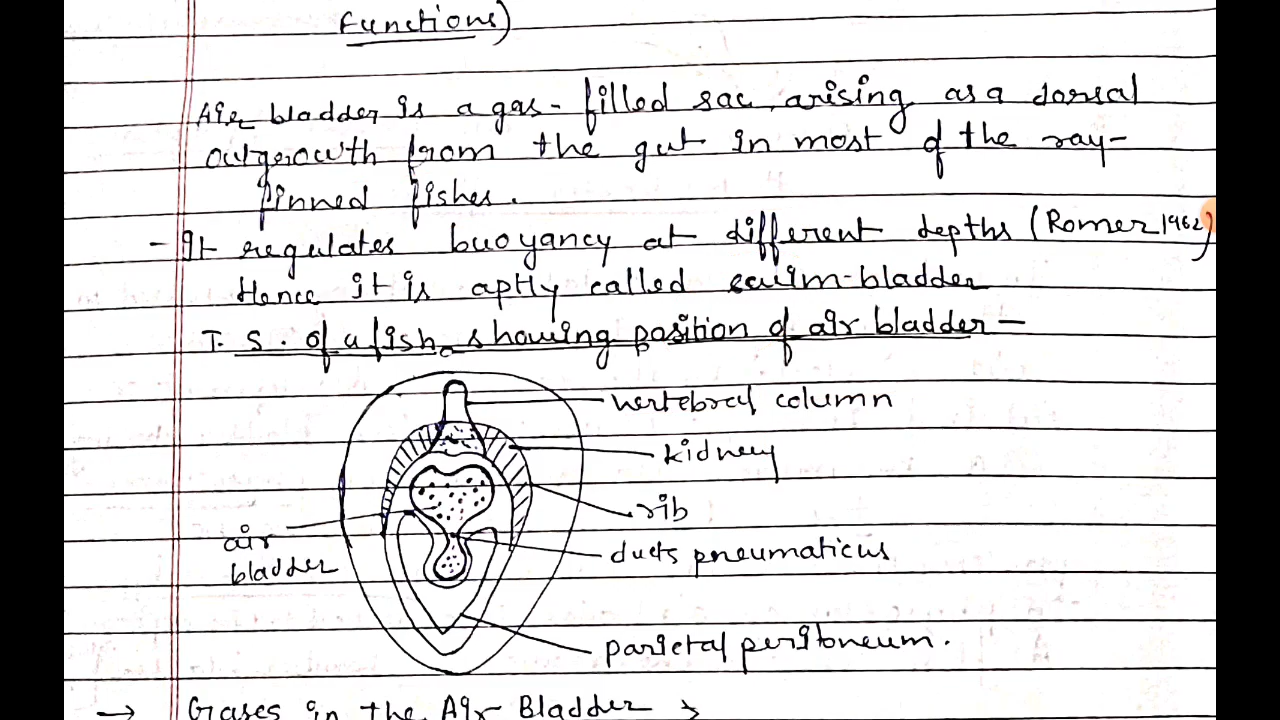 Functions)
Air bladder is a gas-filled sac, arising as a dorsal
outgrowth from the gut in most of the ray-
finned fishes.
- It regulates buoyancy at different depths (Romer 1962)
Hence it is aptly called swim-bladder
T. S. of a fish showing position of air bladder —
vertebral column
kidney
rib
air
bladder
ducts pneumaticus
parietal peritoneum.
→ Gases in the Air Bladder